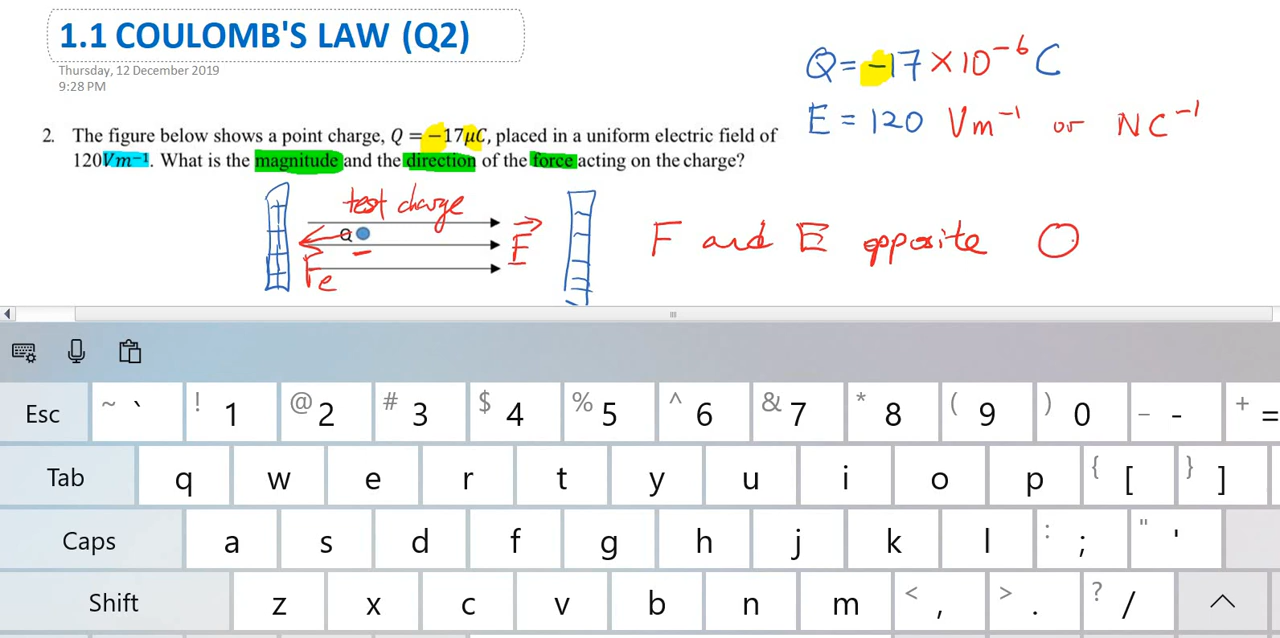 1.1 COULOMB'S LAW (Q2)
Thursday, 12 December 2019
9:28 PM
Q = -17 × 10⁻⁶ C
E = 120 Vm⁻¹ or NC⁻¹
2. The figure below shows a point charge, Q = −17μC, placed in a uniform electric field of
120Vm⁻¹. What is the magnitude and the direction of the force acting on the charge?
test charge
Q
−
E
Fe
F and E opposite O
Esc ~ ` ! 1 @ 2 # 3 $ 4 % 5 ^ 6 & 7 * 8 ( 9 ) 0 _ - + =
Tab q w e r t y u i o p { [ } ]
Caps a s d f g h j k l : ; " '
Shift z x c v b n m < , > . ? /